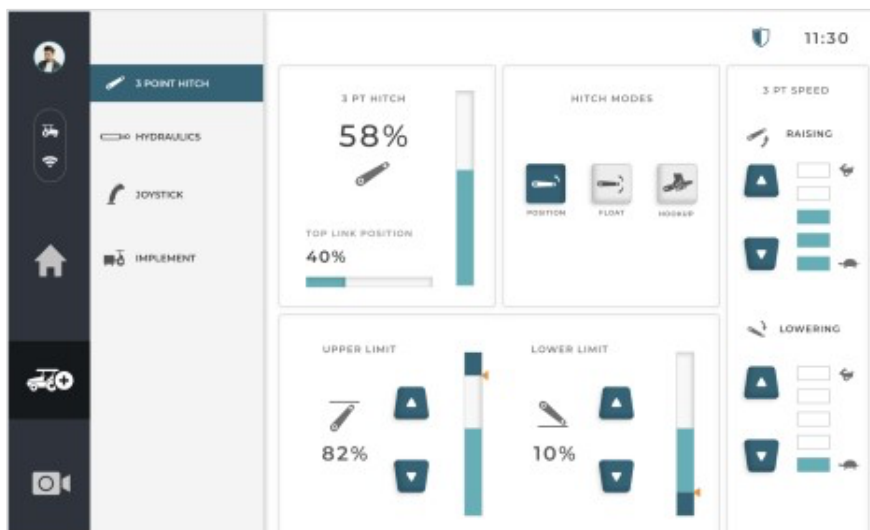 11:30
3 POINT HITCH
HYDRAULICS
JOYSTICK
IMPLEMENT
3 PT HITCH
58%
TOP LINK POSITION
40%
HITCH MODES
POSITION
FLOAT
HOOKUP
3 PT SPEED
RAISING
LOWERING
UPPER LIMIT
82%
LOWER LIMIT
10%